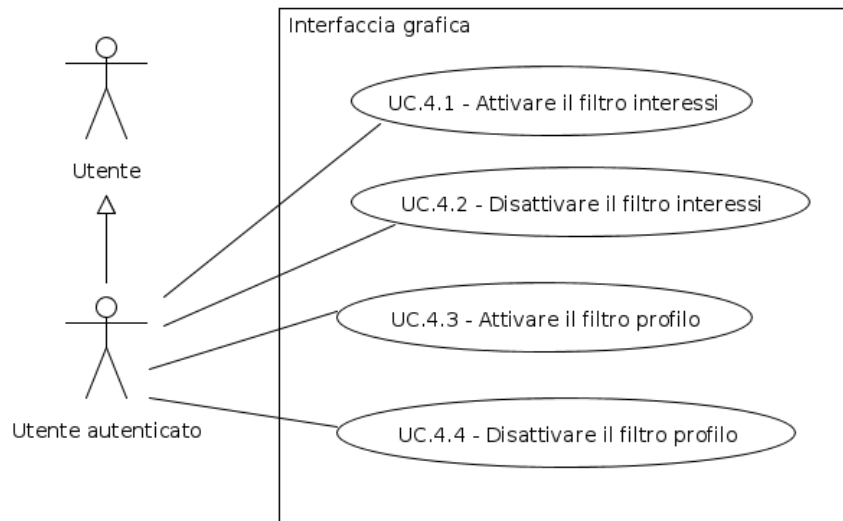 Interfaccia grafica
UC.4.1 - Attivare il filtro interessi
Utente
UC.4.2 - Disattivare il filtro interessi
UC.4.3 - Attivare il filtro profilo
Utente autenticato
UC.4.4 - Disattivare il filtro profilo